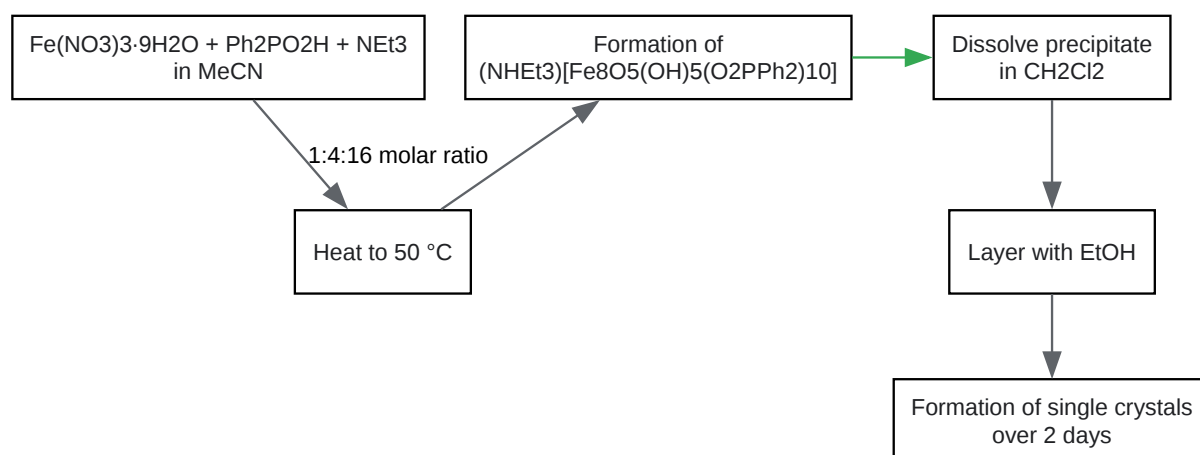 Fe(NO3)3·9H2O + Ph2PO2H + NEt3
in MeCN
1:4:16 molar ratio
Heat to 50 °C
Formation of
(NHEt3)[Fe8O5(OH)5(O2PPh2)10]
Dissolve precipitate
in CH2Cl2
Layer with EtOH
Formation of single crystals
over 2 days